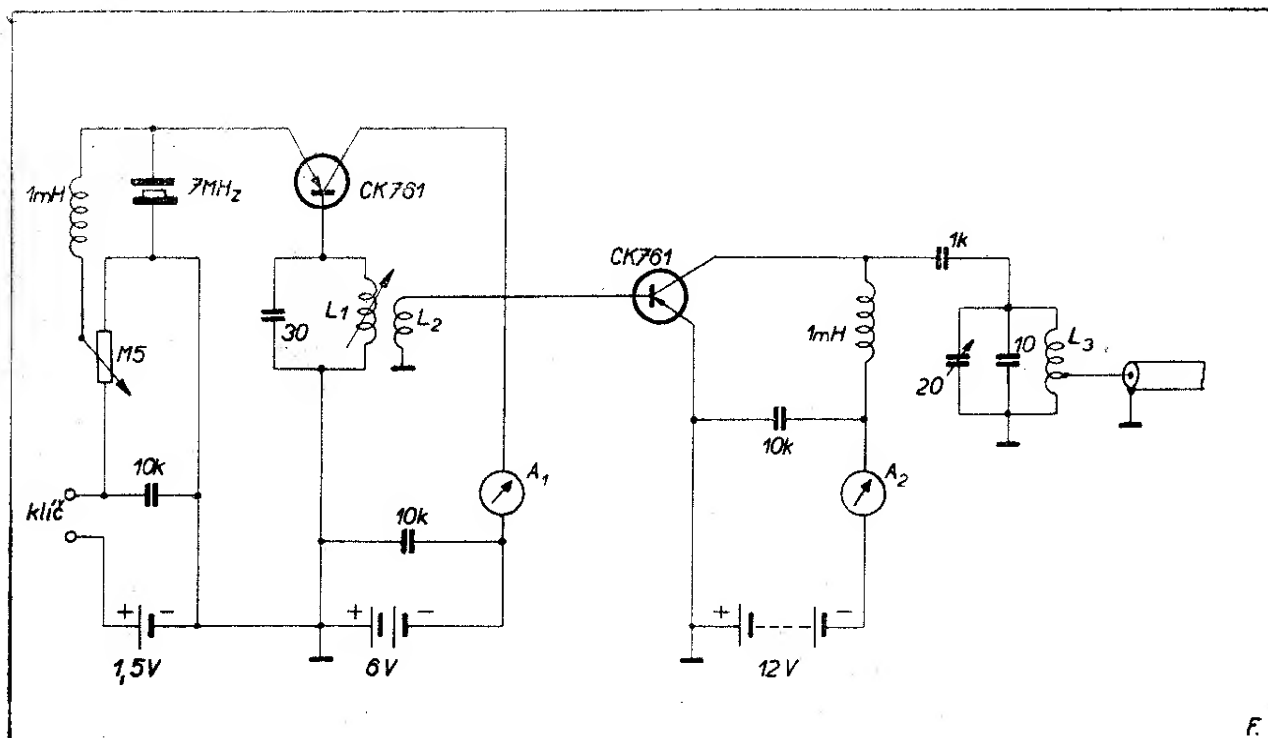 1mH
7MHz
CK761
M5
10k
klíč
+ −
1,5V
30
L1
L2
10k
A1
+ −
6V
CK761
1mH
10k
A2
+ −
12V
1k
20
10
L3
F.